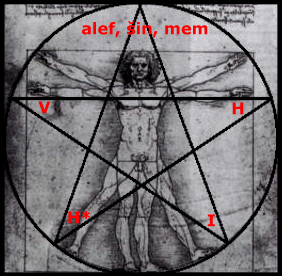 alef, šin, mem
V H
H* I